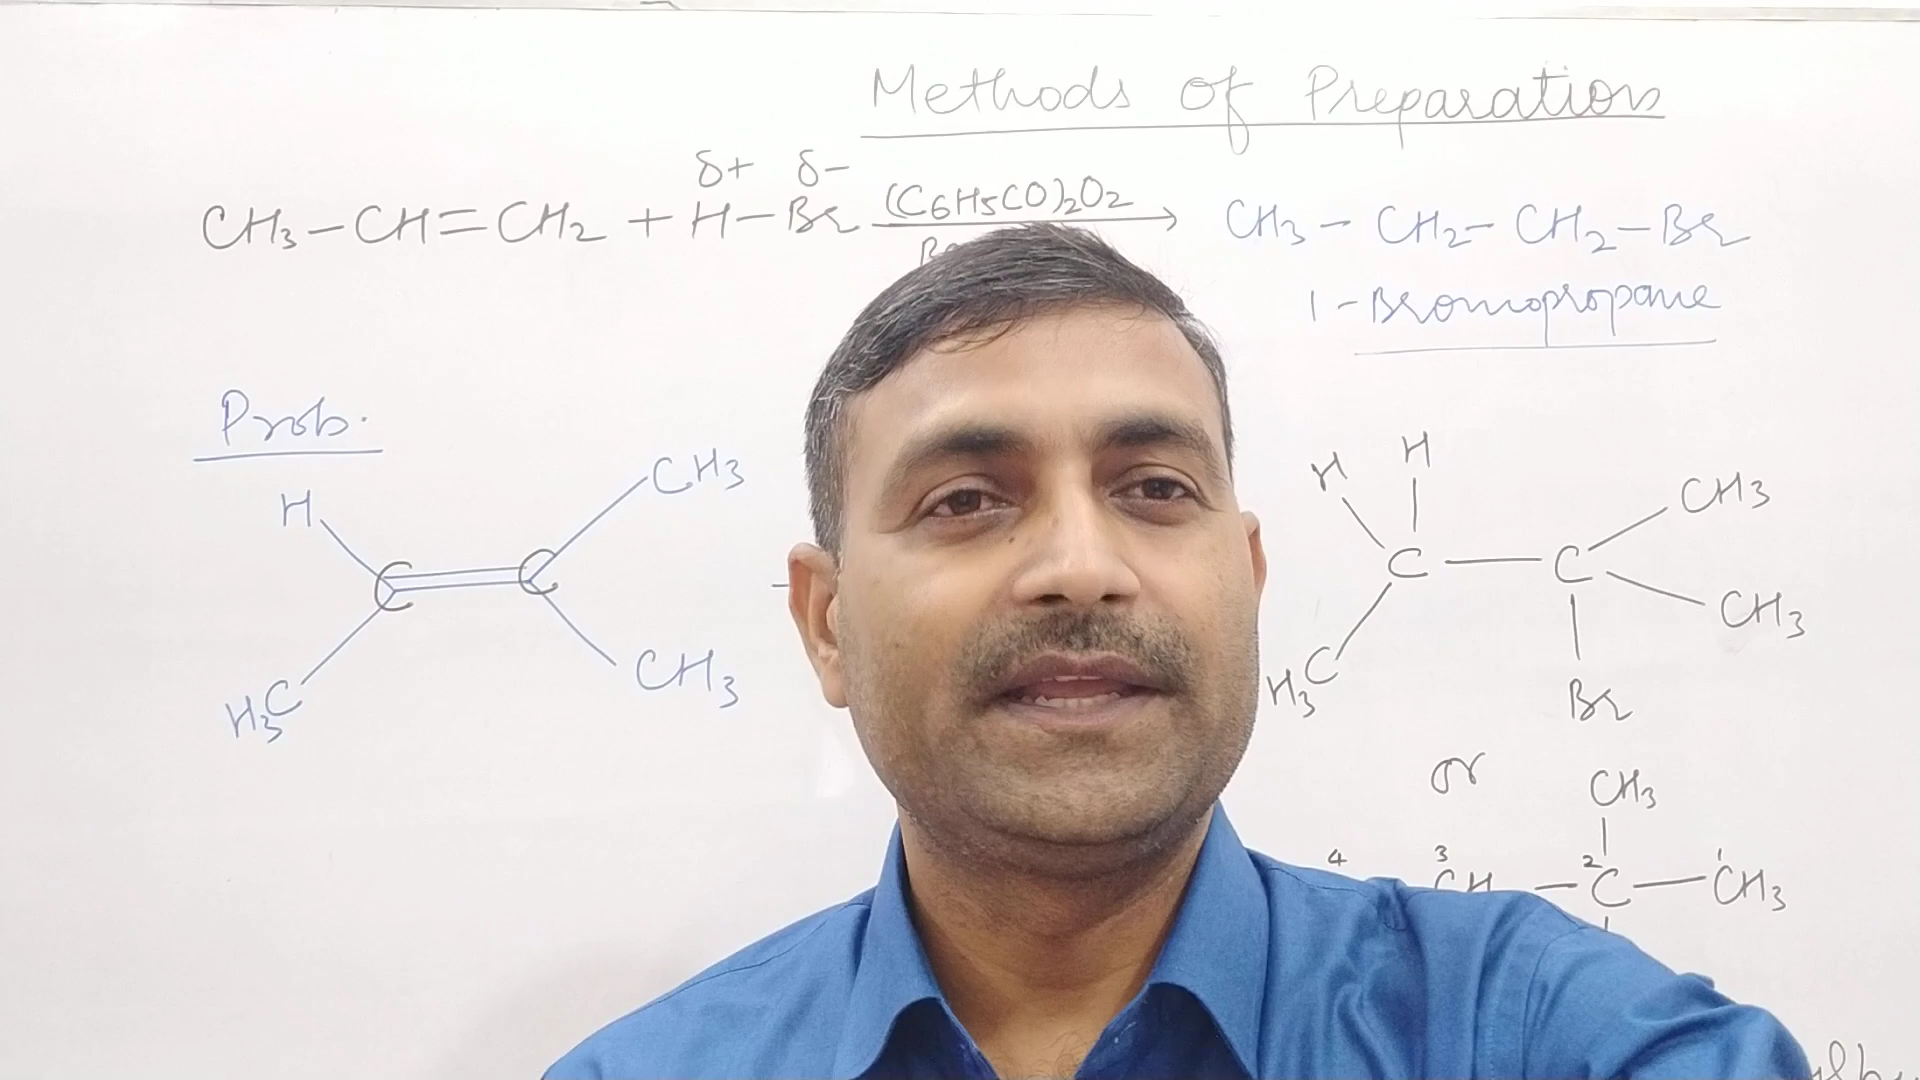 Methods of Preparation
δ+ δ-
CH3-CH=CH2 + H-Br (C6H5CO)2O2 → CH3-CH2-CH2-Br
1-Bromopropane
Prob.
H CH3
C=C
H3C CH3
H H CH3
C-C
CH3
H3C Br
or
CH3
4 3 2 1
CH-C-CH3